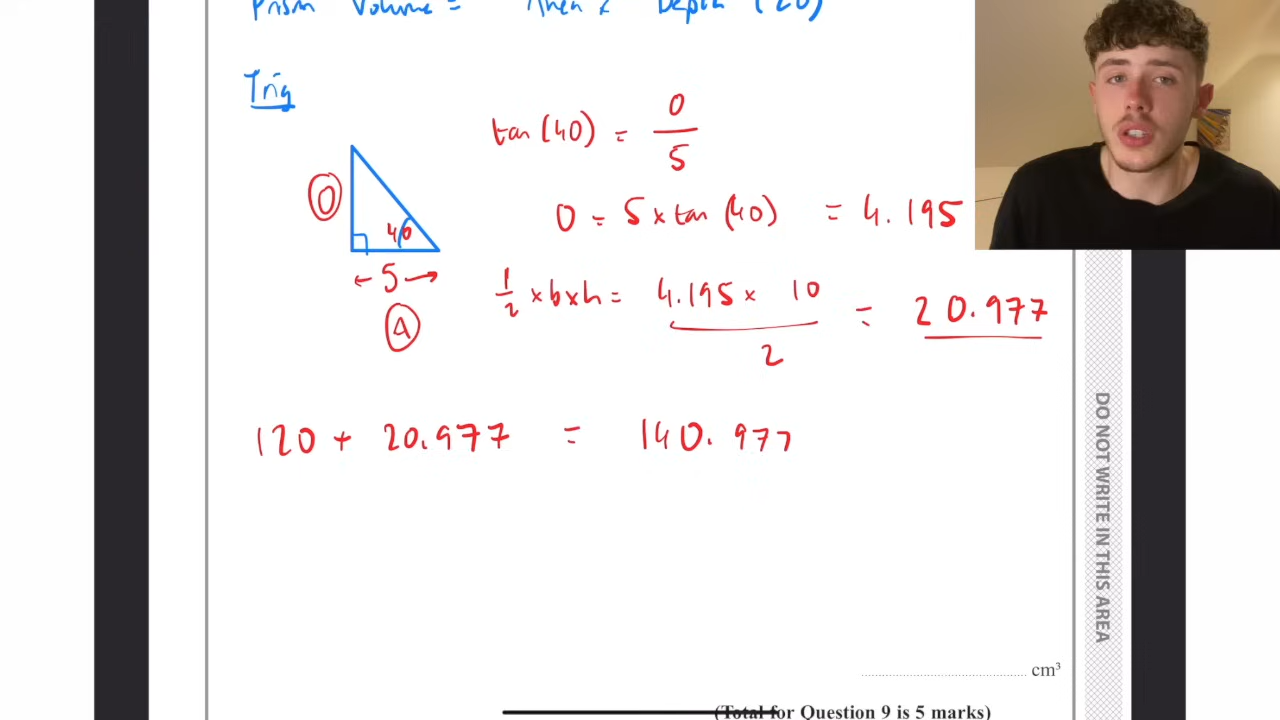 Prism Volume = Area x Depth (20)
Trig
tan (40) = O
5
O = 5 x tan (40) = 4.195
O
40
5
A
1/2 x b x h = 4.195 x 10 = 20.977
2
120 + 20.977 = 140.977
DO NOT WRITE IN THIS AREA
cm³
(Total for Question 9 is 5 marks)